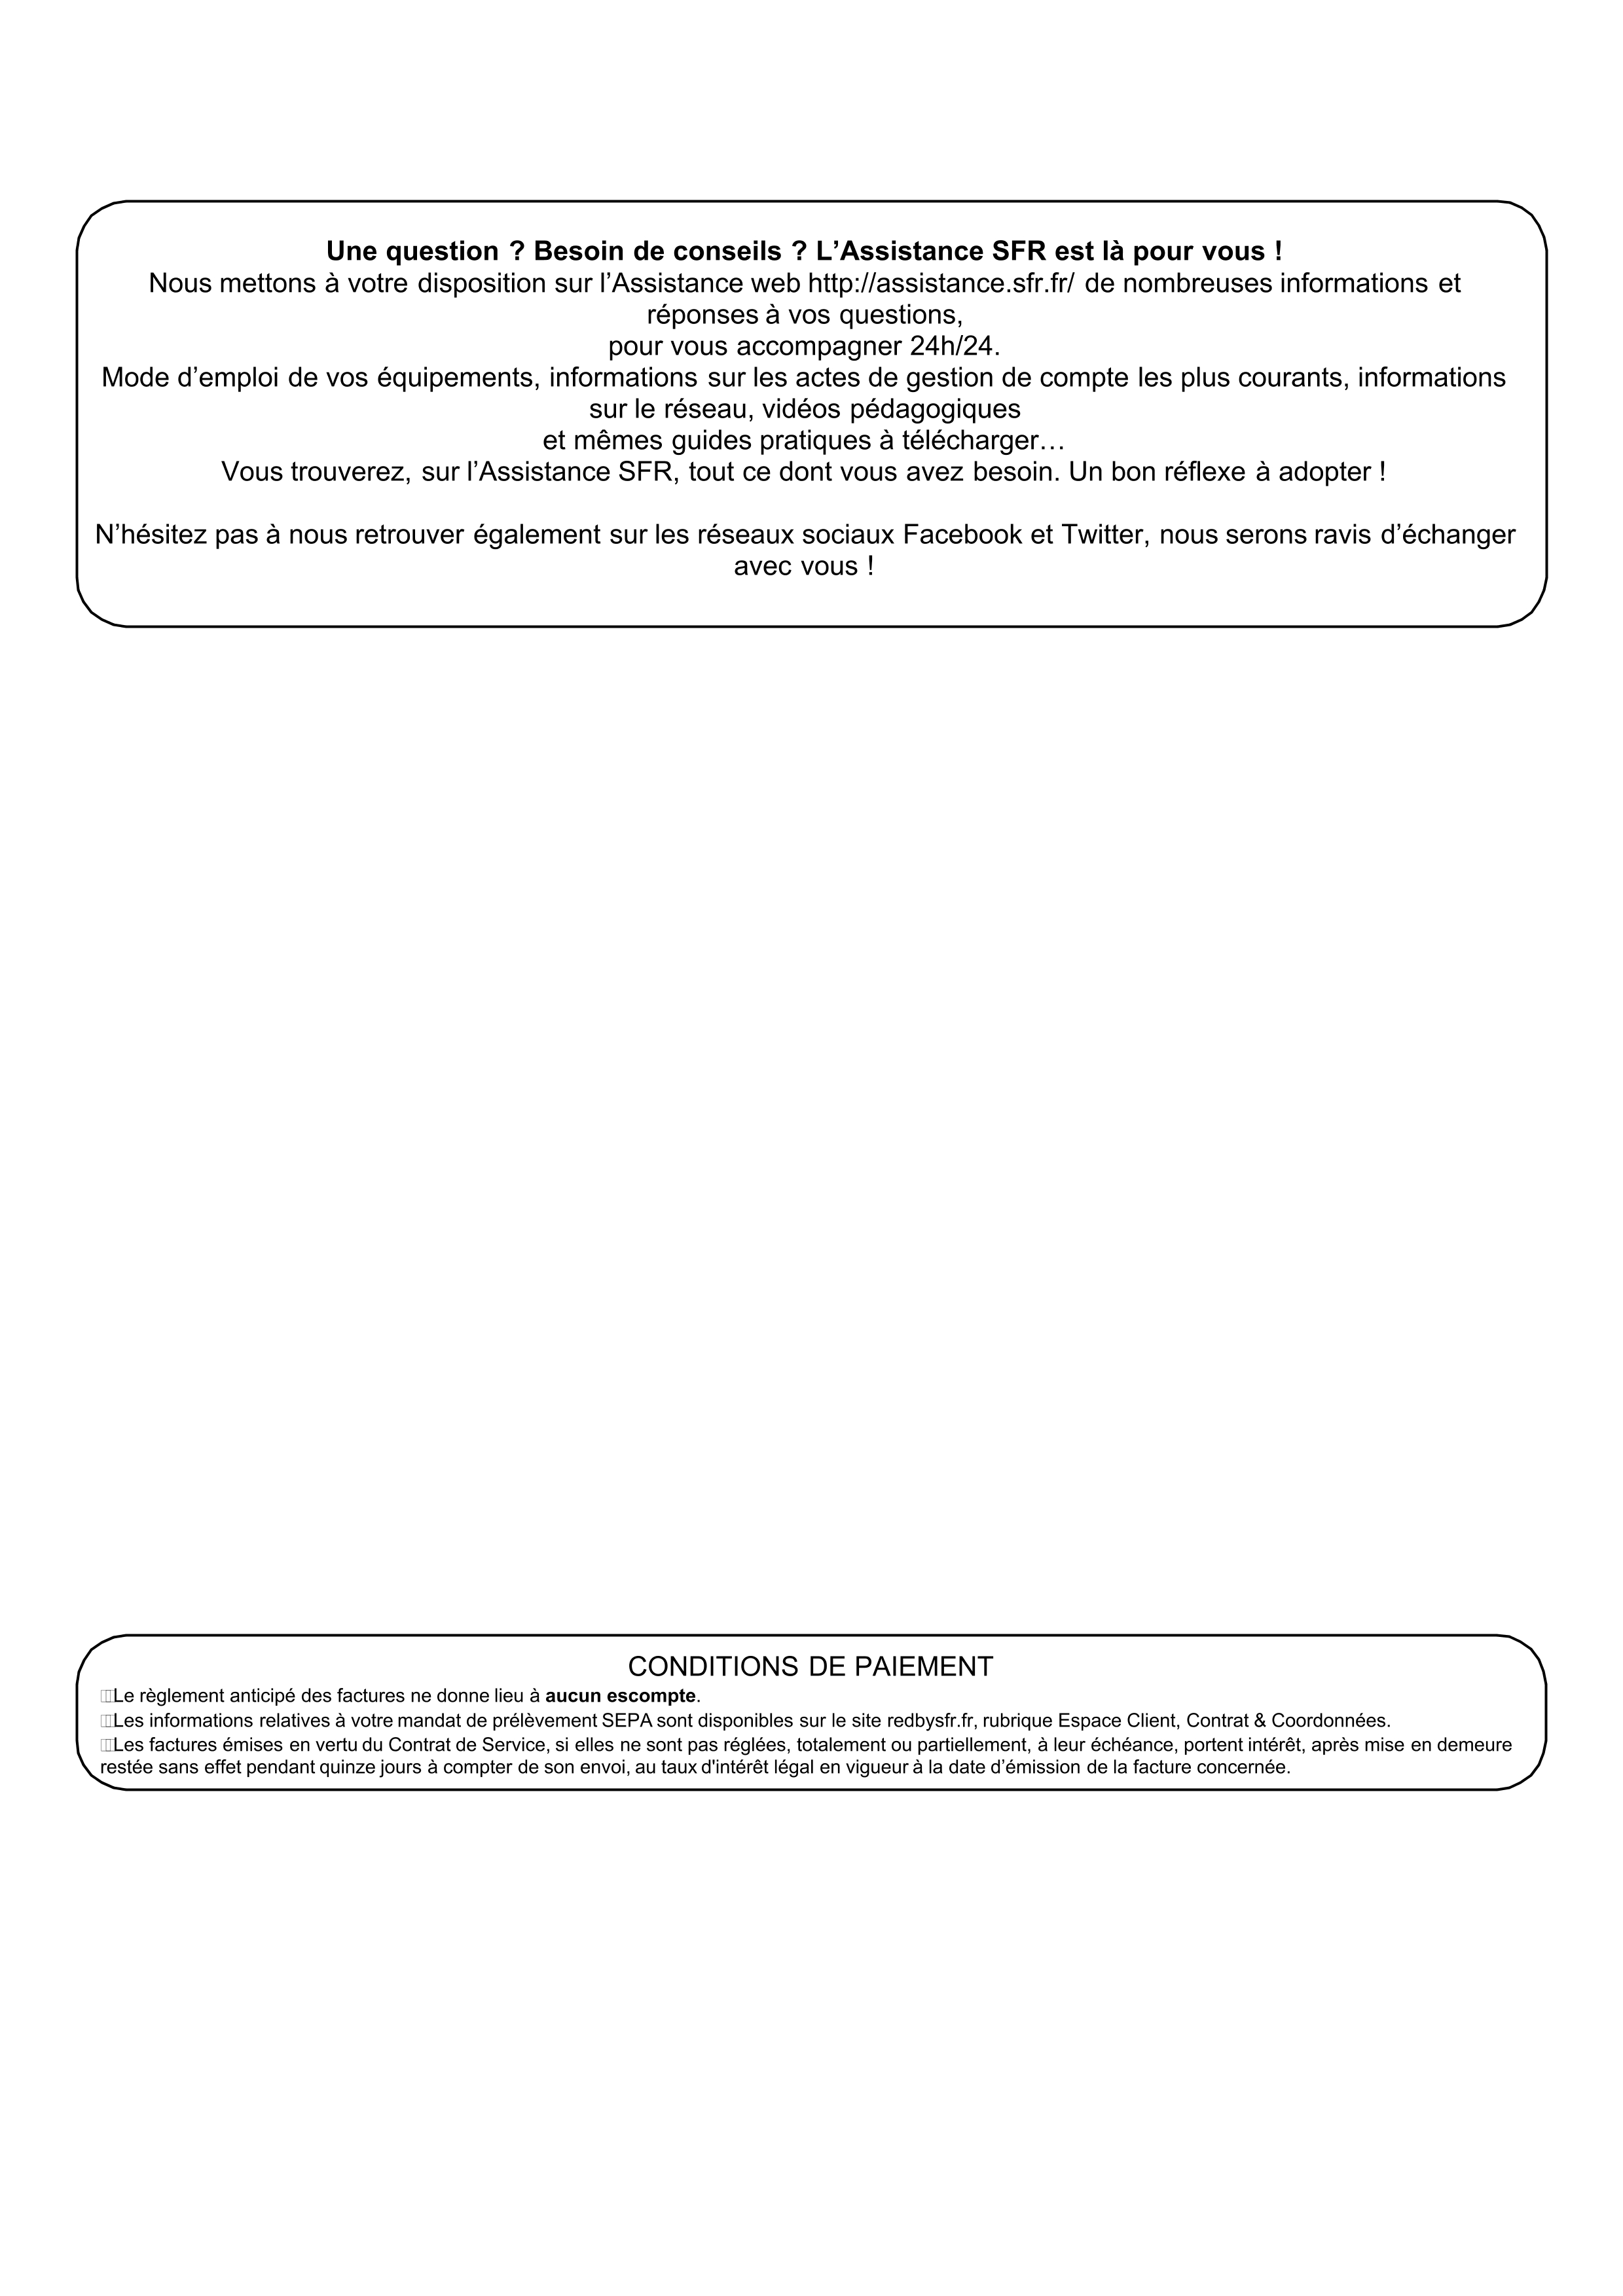 Une question ? Besoin de conseils ? L’Assistance SFR est là pour vous !
Nous mettons à votre disposition sur l’Assistance web http://assistance.sfr.fr/ de nombreuses informations et
réponses à vos questions,
pour vous accompagner 24h/24.
Mode d’emploi de vos équipements, informations sur les actes de gestion de compte les plus courants, informations
sur le réseau, vidéos pédagogiques
et mêmes guides pratiques à télécharger…
Vous trouverez, sur l’Assistance SFR, tout ce dont vous avez besoin. Un bon réflexe à adopter !
N’hésitez pas à nous retrouver également sur les réseaux sociaux Facebook et Twitter, nous serons ravis d’échanger
avec vous !
CONDITIONS DE PAIEMENT
Le règlement anticipé des factures ne donne lieu à aucun escompte.
Les informations relatives à votre mandat de prélèvement SEPA sont disponibles sur le site redbysfr.fr, rubrique Espace Client, Contrat & Coordonnées.
Les factures émises en vertu du Contrat de Service, si elles ne sont pas réglées, totalement ou partiellement, à leur échéance, portent intérêt, après mise en demeure
restée sans effet pendant quinze jours à compter de son envoi, au taux d'intérêt légal en vigueur à la date d’émission de la facture concernée.